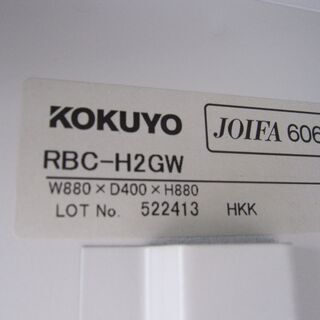 KOKUYO
JOIFA 606
RBC-H2GW
W880×D400×H880
LOT No. 522413 HKK